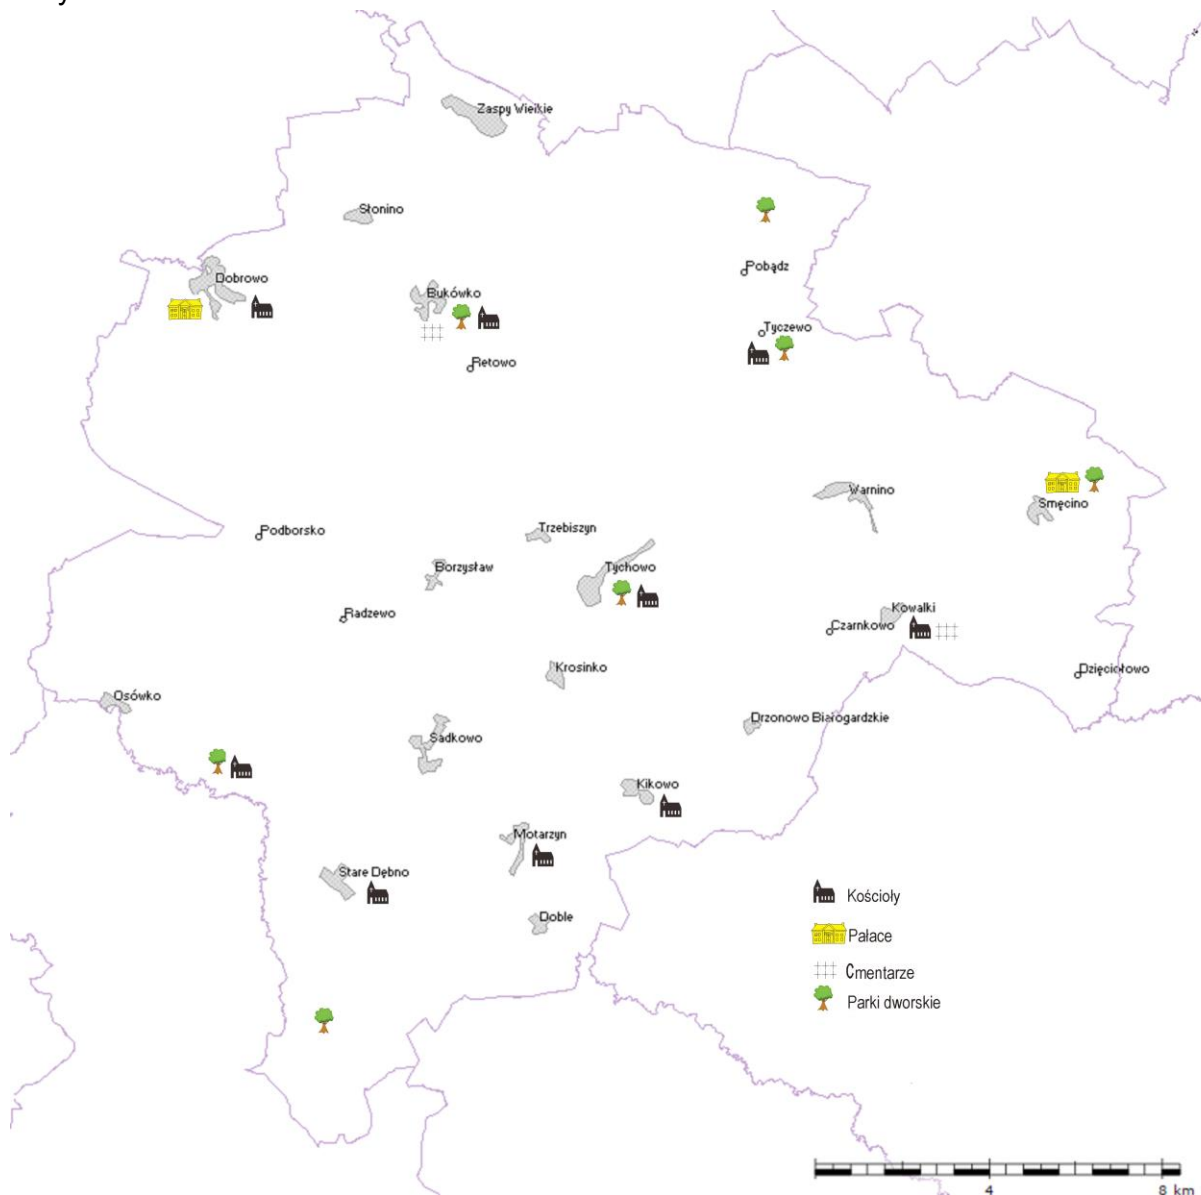 Zaspy Wielkie
Słonino
Dobrowo
Pobądz
Bukówko
Tyczewo
Retowo
Warnino
Smęcino
Podborsko
Trzebiszyn
Borzysław
Tychowo
Radzewo
Kowalki
Czarnkowo
Krosinko
Dzięciołowo
Osówko
Drzonowo Białogardzkie
Sadkowo
Kikowo
Motarzyn
Stare Dębno
Doble
Kościoły
Pałace
Cmentarze
Parki dworskie
4
8 km